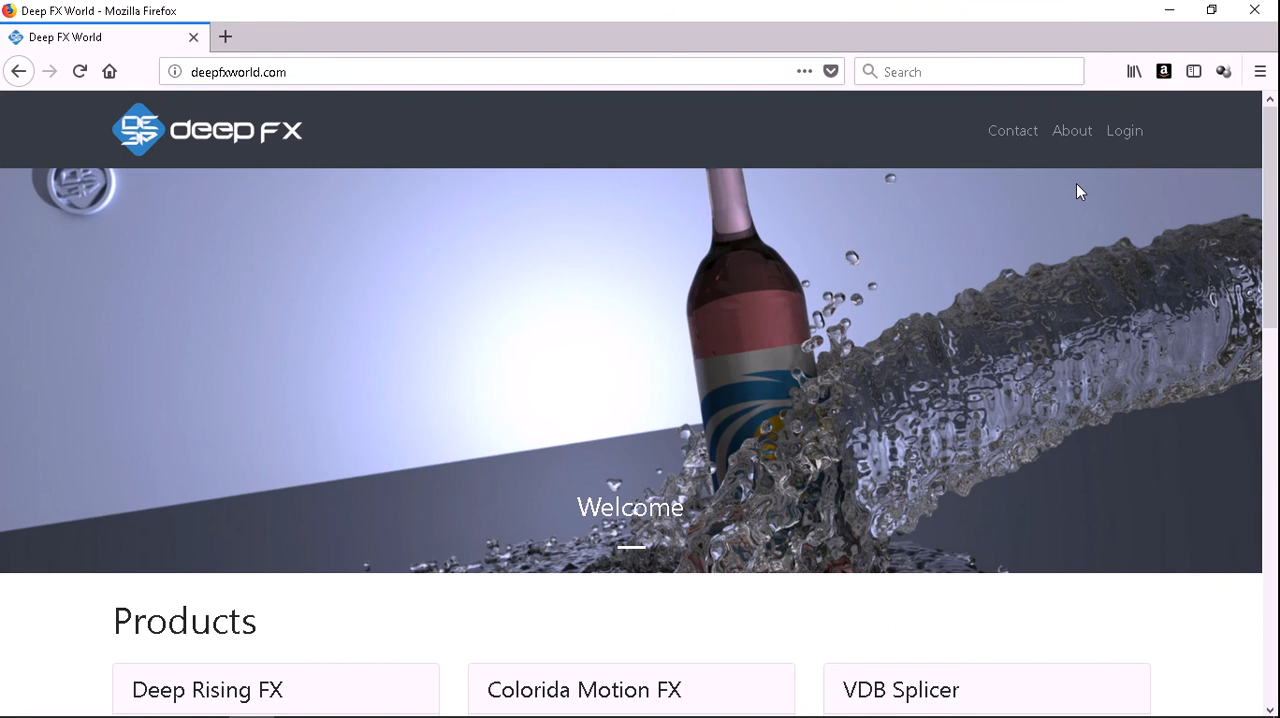 Deep FX World - Mozilla Firefox
Deep FX World
deepfxworld.com
Search
deep FX
Contact About Login
Welcome
Products
Deep Rising FX
Colorida Motion FX
VDB Splicer